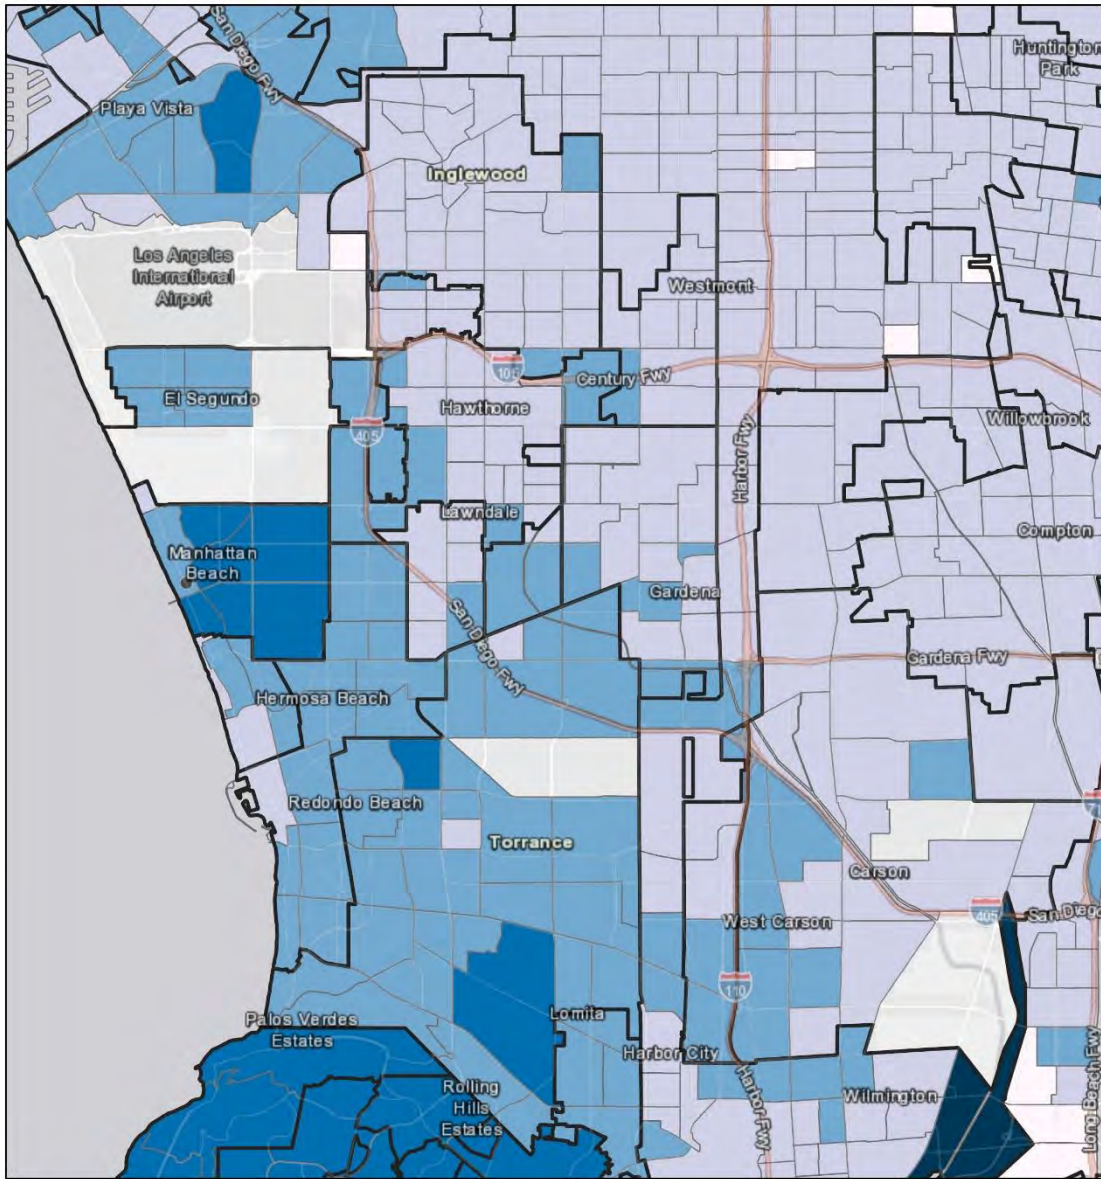 San Diego Fwy
Huntington
Park
Playa Vista
Inglewood
Los Angeles
International
Airport
Westmont
105
Century Fwy
El Segundo
Hawthorne
405
Harbor Fwy
Willowbrook
Lawndale
Compton
Manhattan
Beach
Gardena
San Diego Fwy
Gardena Fwy
Hermosa Beach
Redondo Beach
71
Torrance
Carson
West Carson
405
San Diego
110
Palos Verdes
Estates
Lomita
Harbor City
Rolling
Hills
Estates
Harbor Fwy
Wilmington
Long Beach Fwy